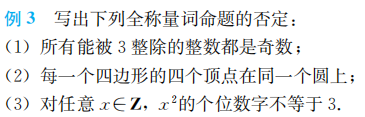 例 3 写出下列全称量词命题的否定：
（1）所有能被 3 整除的整数都是奇数；
（2）每一个四边形的四个顶点在同一个圆上；
（3）对任意 x∈Z，x²的个位数字不等于 3.